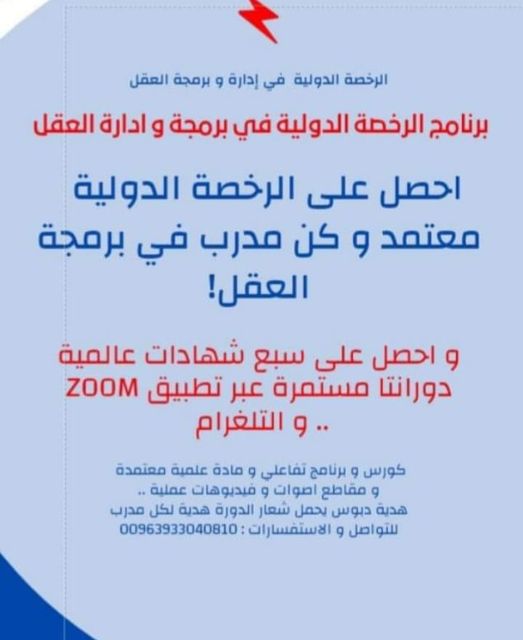 الرخصة الدولية في إدارة و برمجة العقل
برنامج الرخصة الدولية في برمجة و ادارة العقل
احصل على الرخصة الدولية
معتمد و كن مدرب في برمجة
العقل!
و احصل على سبع شهادات عالمية
دورانتا مستمرة عبر تطبيق ZOOM
.. و التلغرام
كورس و برنامج تفاعلي و مادة علمية معتمدة
و مقاطع اصوات و فيديوهات عملية ..
هدية دبوس يحمل شعار الدورة هدية لكل مدرب
للتواصل و الاستفسارات : 00963933040810